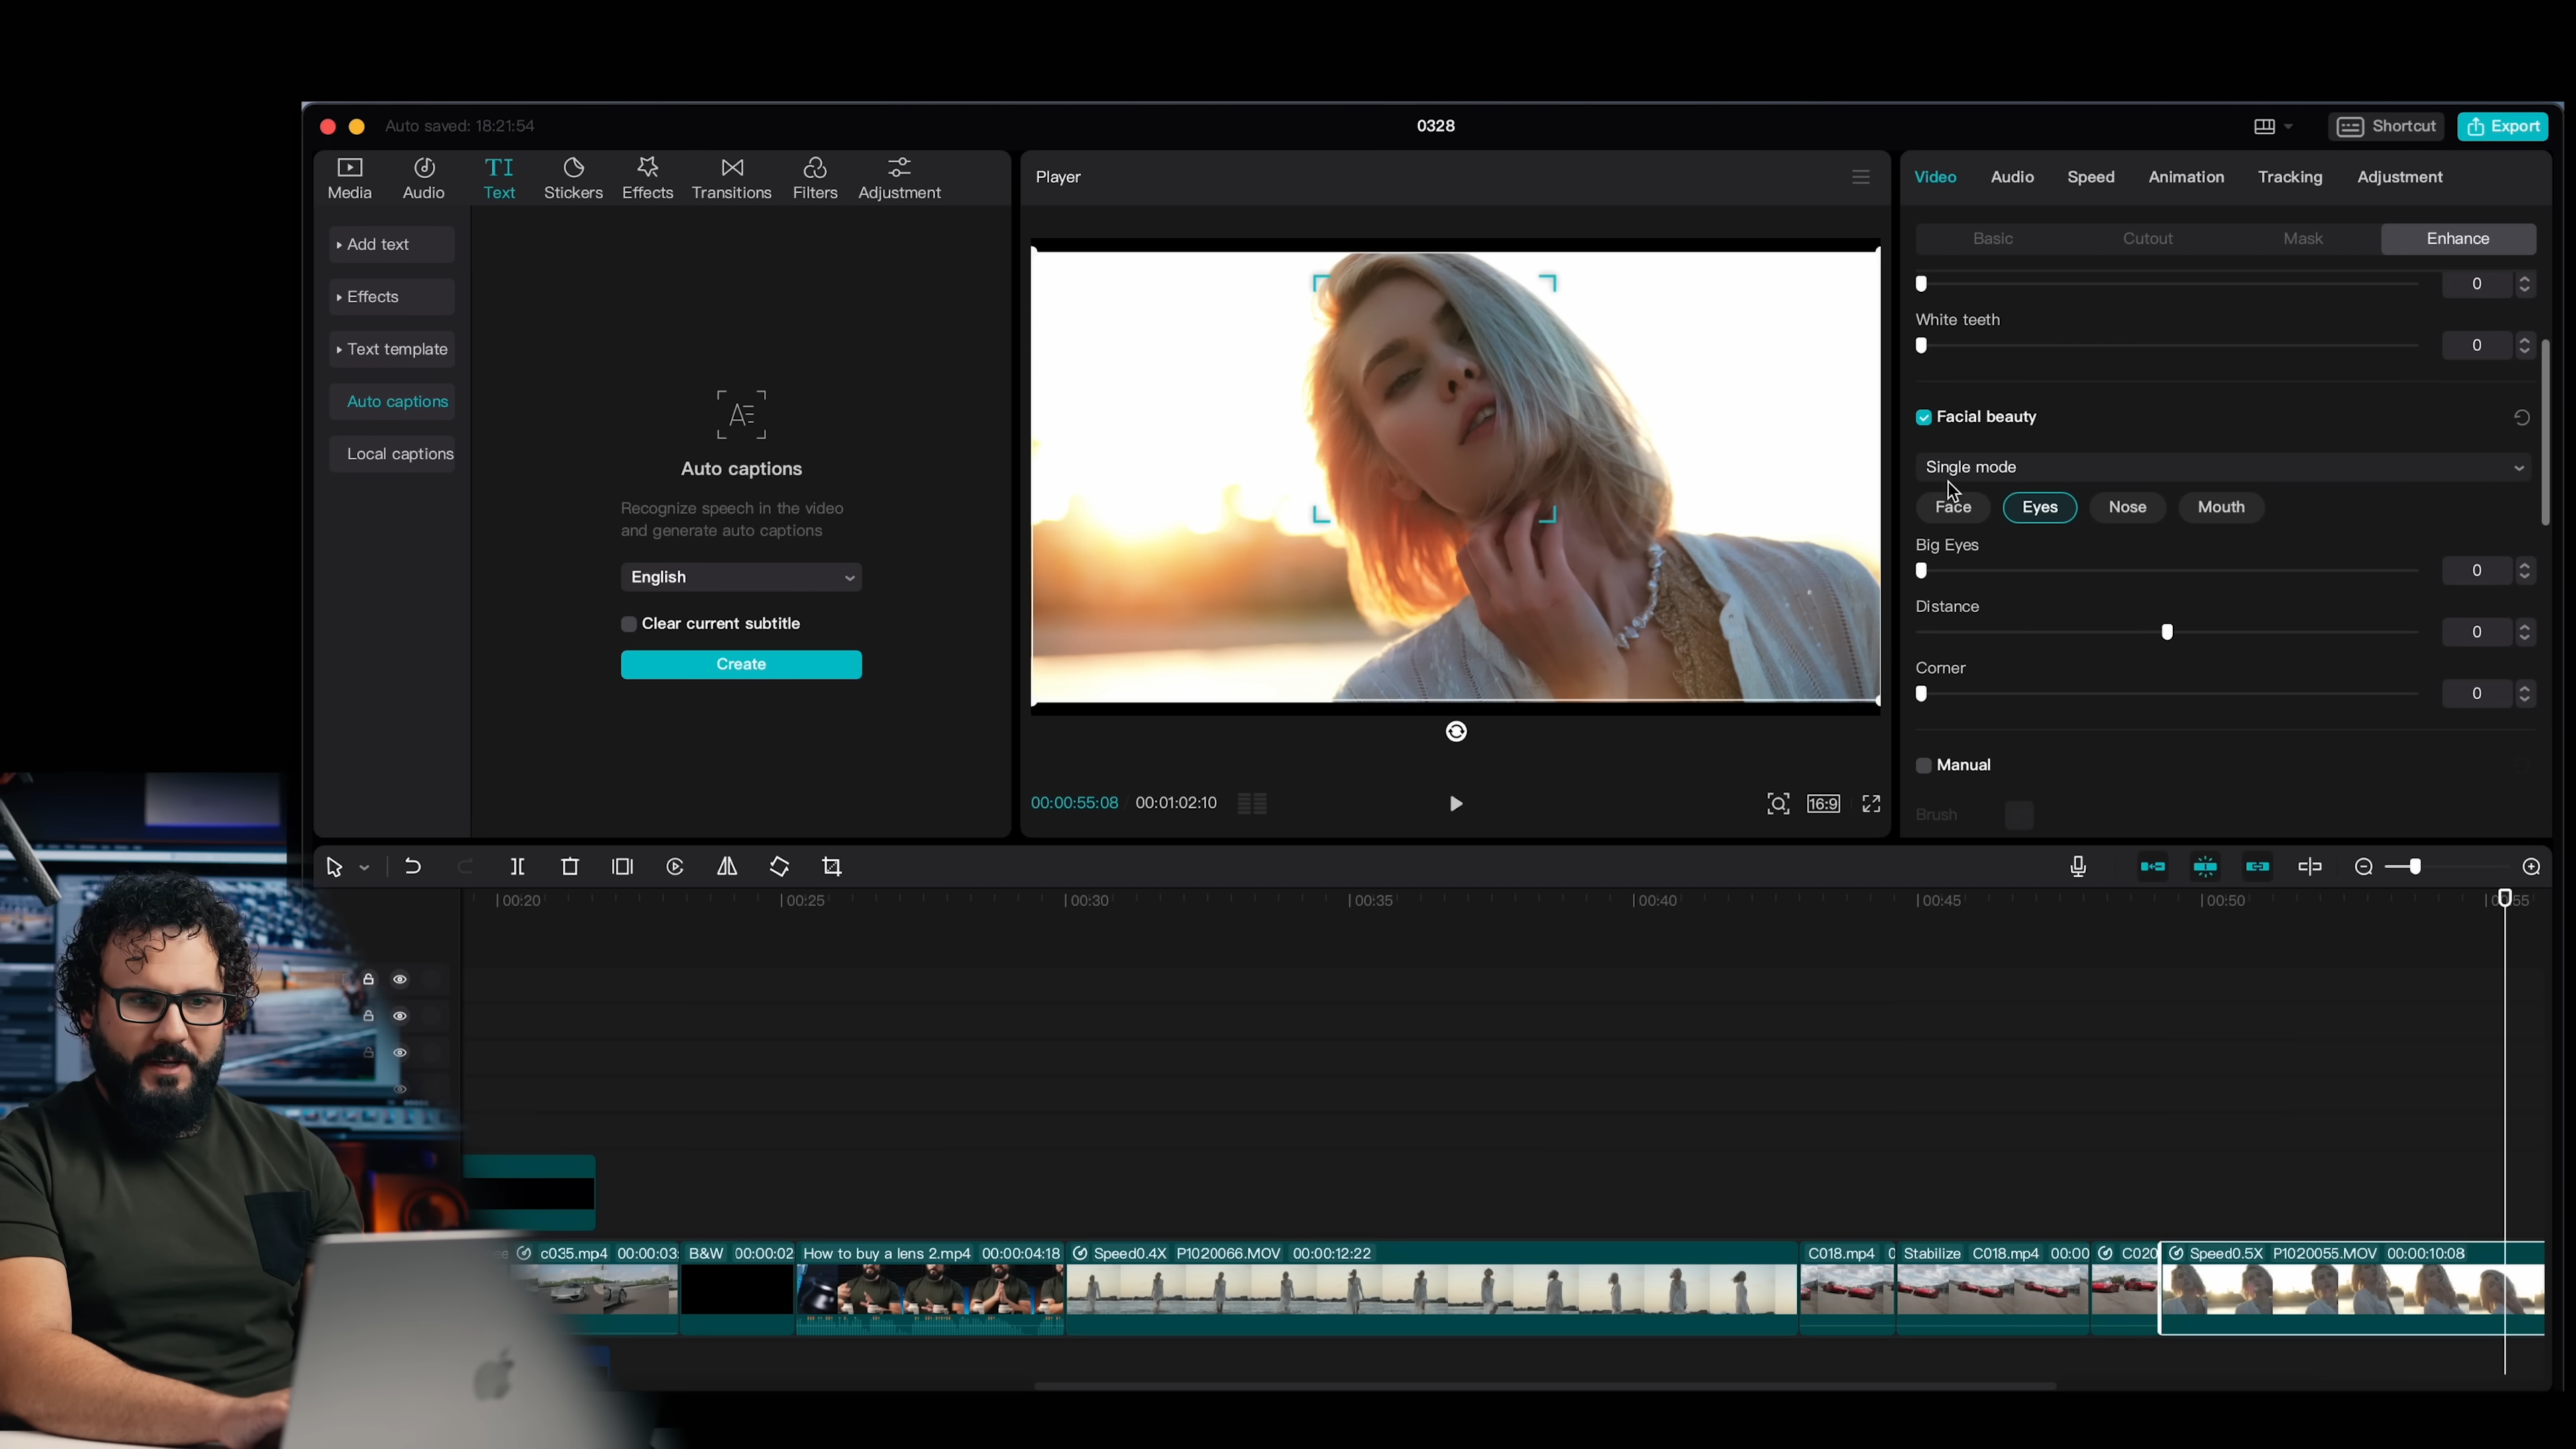 Auto saved: 18:21:54
0328
Shortcut
Export
Media
Audio
TI
Text
Stickers
Effects
Transitions
Filters
Adjustment
Add text
Effects
Text template
Auto captions
Local captions
Auto captions
Recognize speech in the video
and generate auto captions
English
Clear current subtitle
Create
Player
00:00:55:08 / 00:01:02:10
16:9
Video
Audio
Speed
Animation
Tracking
Adjustment
Basic
Cutout
Mask
Enhance
0
White teeth
0
Facial beauty
Single mode
Face
Eyes
Nose
Mouth
Big Eyes
0
Distance
0
Corner
0
Manual
Brush
00:20
00:25
00:30
00:35
00:40
00:45
00:50
c035.mp4 00:00:03:
B&W 00:00:02
How to buy a lens 2.mp4 00:00:04:18
Speed0.4X P1020066.MOV 00:00:12:22
C018.mp4 0
Stabilize C018.mp4 00:00
C020
Speed0.5X P1020055.MOV 00:00:10:08